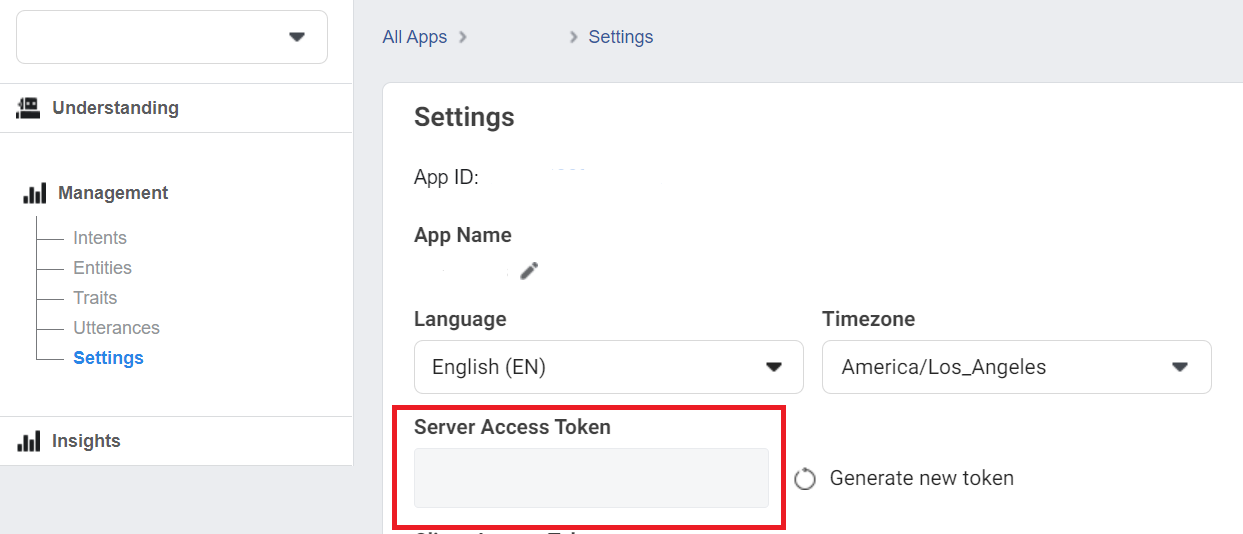 All Apps > > Settings
Understanding
Management
Intents
Entities
Traits
Utterances
Settings
Insights
Settings
App ID:
App Name
Language
Timezone
English (EN)
America/Los_Angeles
Server Access Token
Generate new token